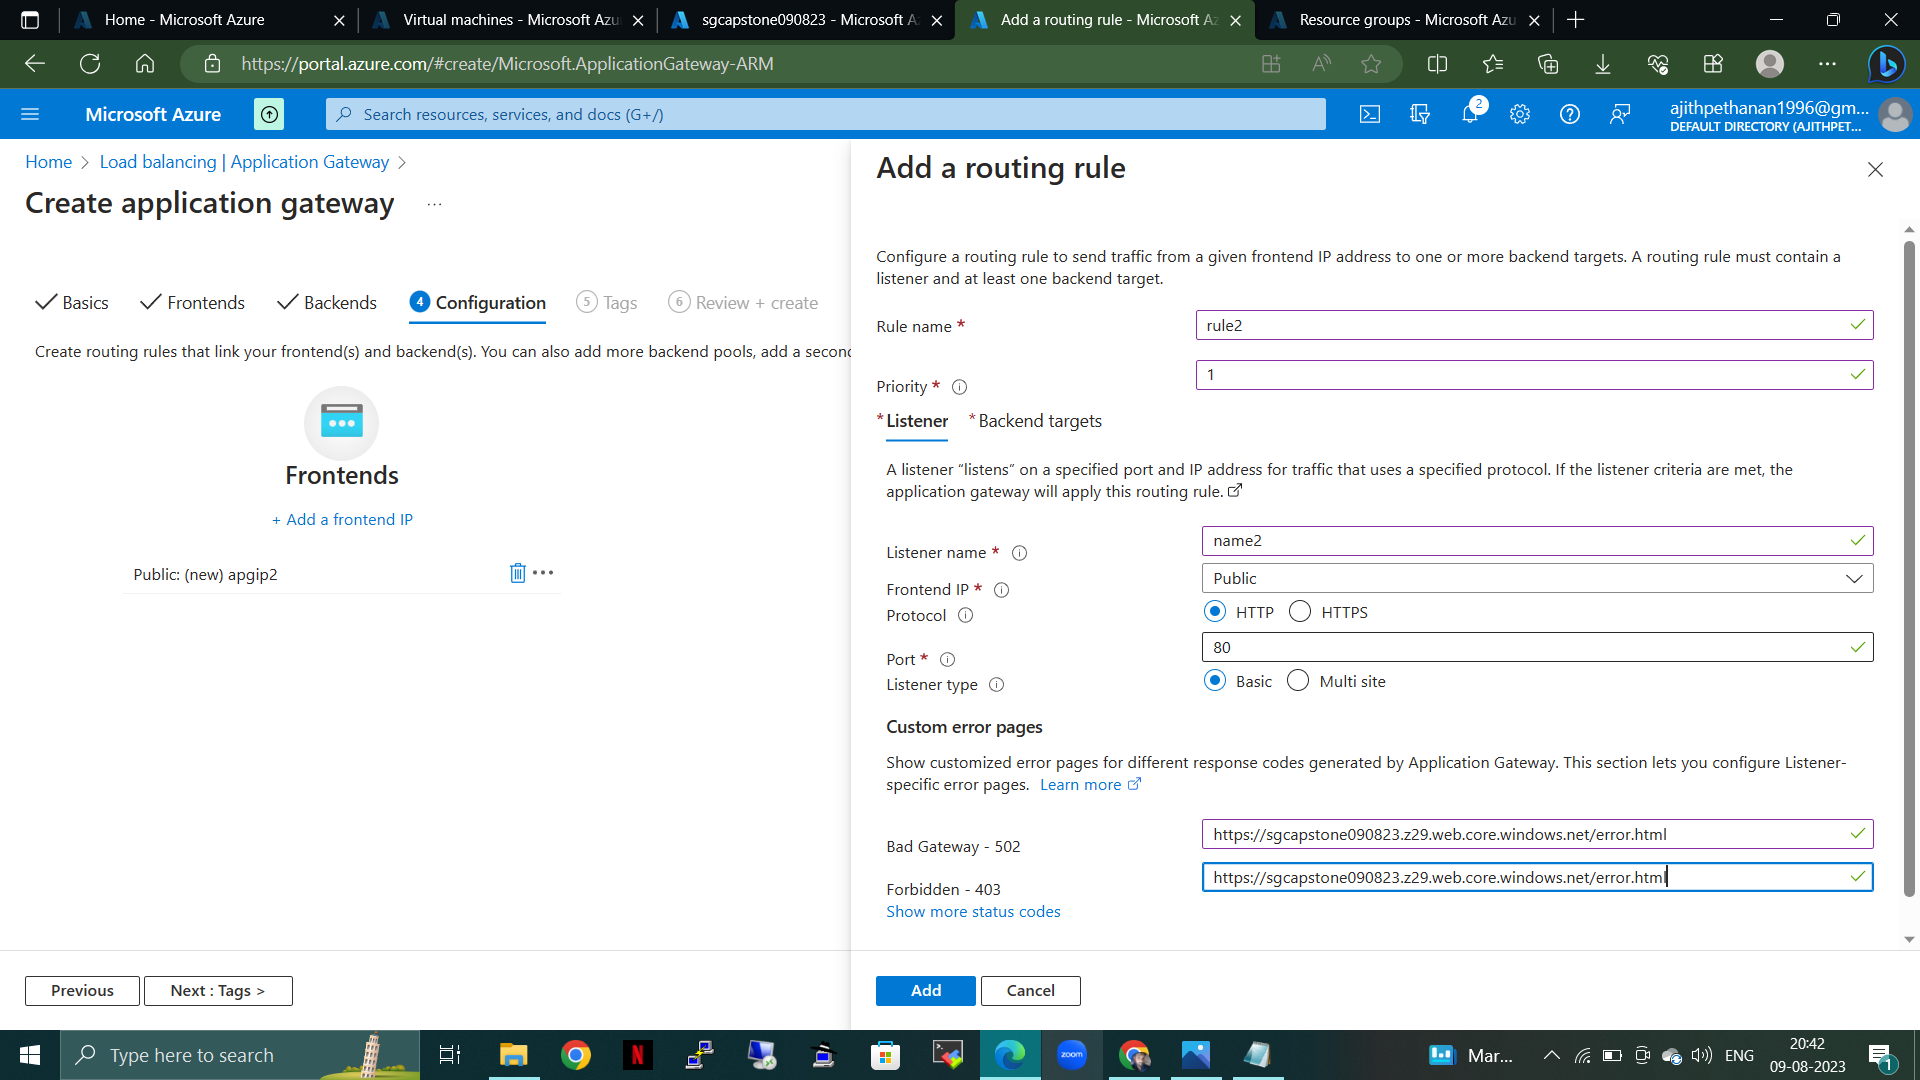 Home - Microsoft Azure
Virtual machines - Microsoft Azu
sgcapstone090823 - Microsoft A
Add a routing rule - Microsoft Az
Resource groups - Microsoft Azu
https://portal.azure.com/#create/Microsoft.ApplicationGateway-ARM
Microsoft Azure
Search resources, services, and docs (G+/)
2
ajithpethanan1996@gm...
DEFAULT DIRECTORY (AJITHPET...
Home > Load balancing | Application Gateway >
Create application gateway ...
Basics
Frontends
Backends
4 Configuration
5 Tags
6 Review + create
Create routing rules that link your frontend(s) and backend(s). You can also add more backend pools, add a secon
Frontends
+ Add a frontend IP
Public: (new) apgip2
Previous
Next : Tags >
Add a routing rule
Configure a routing rule to send traffic from a given frontend IP address to one or more backend targets. A routing rule must contain a
listener and at least one backend target.
Rule name *
rule2
Priority *
1
* Listener
* Backend targets
A listener “listens” on a specified port and IP address for traffic that uses a specified protocol. If the listener criteria are met, the
application gateway will apply this routing rule.
Listener name *
name2
Frontend IP *
Public
Protocol
HTTP
HTTPS
Port *
80
Listener type
Basic
Multi site
Custom error pages
Show customized error pages for different response codes generated by Application Gateway. This section lets you configure Listener-
specific error pages. Learn more
Bad Gateway - 502
https://sgcapstone090823.z29.web.core.windows.net/error.html
Forbidden - 403
https://sgcapstone090823.z29.web.core.windows.net/error.html
Show more status codes
Add
Cancel
Type here to search
N
zoom
Mar...
ENG
20:42
09-08-2023
1